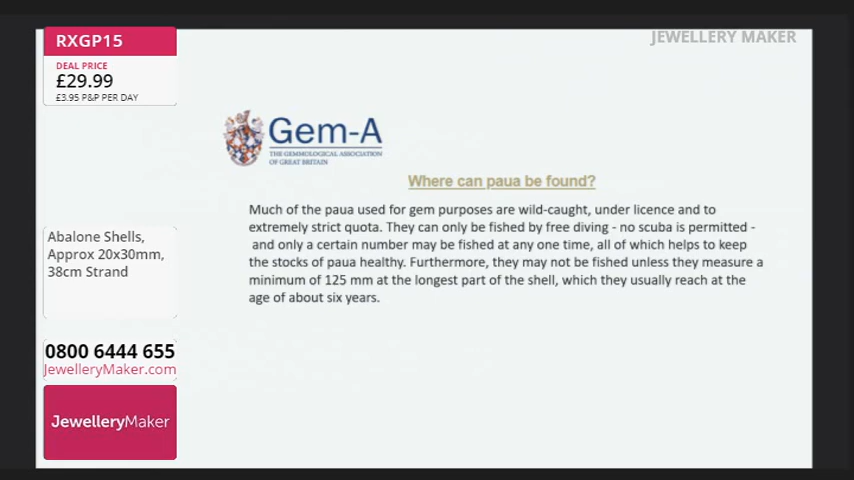 RXGP15
DEAL PRICE
£29.99
£3.95 P&P PER DAY
JEWELLERY MAKER
Gem-A
THE GEMMOLOGICAL ASSOCIATION
OF GREAT BRITAIN
Where can paua be found?
Much of the paua used for gem purposes are wild-caught, under licence and to
extremely strict quota. They can only be fished by free diving - no scuba is permitted -
and only a certain number may be fished at any one time, all of which helps to keep
the stocks of paua healthy. Furthermore, they may not be fished unless they measure a
minimum of 125 mm at the longest part of the shell, which they usually reach at the
age of about six years.
Abalone Shells,
Approx 20x30mm,
38cm Strand
0800 6444 655
JewelleryMaker.com
JewelleryMaker